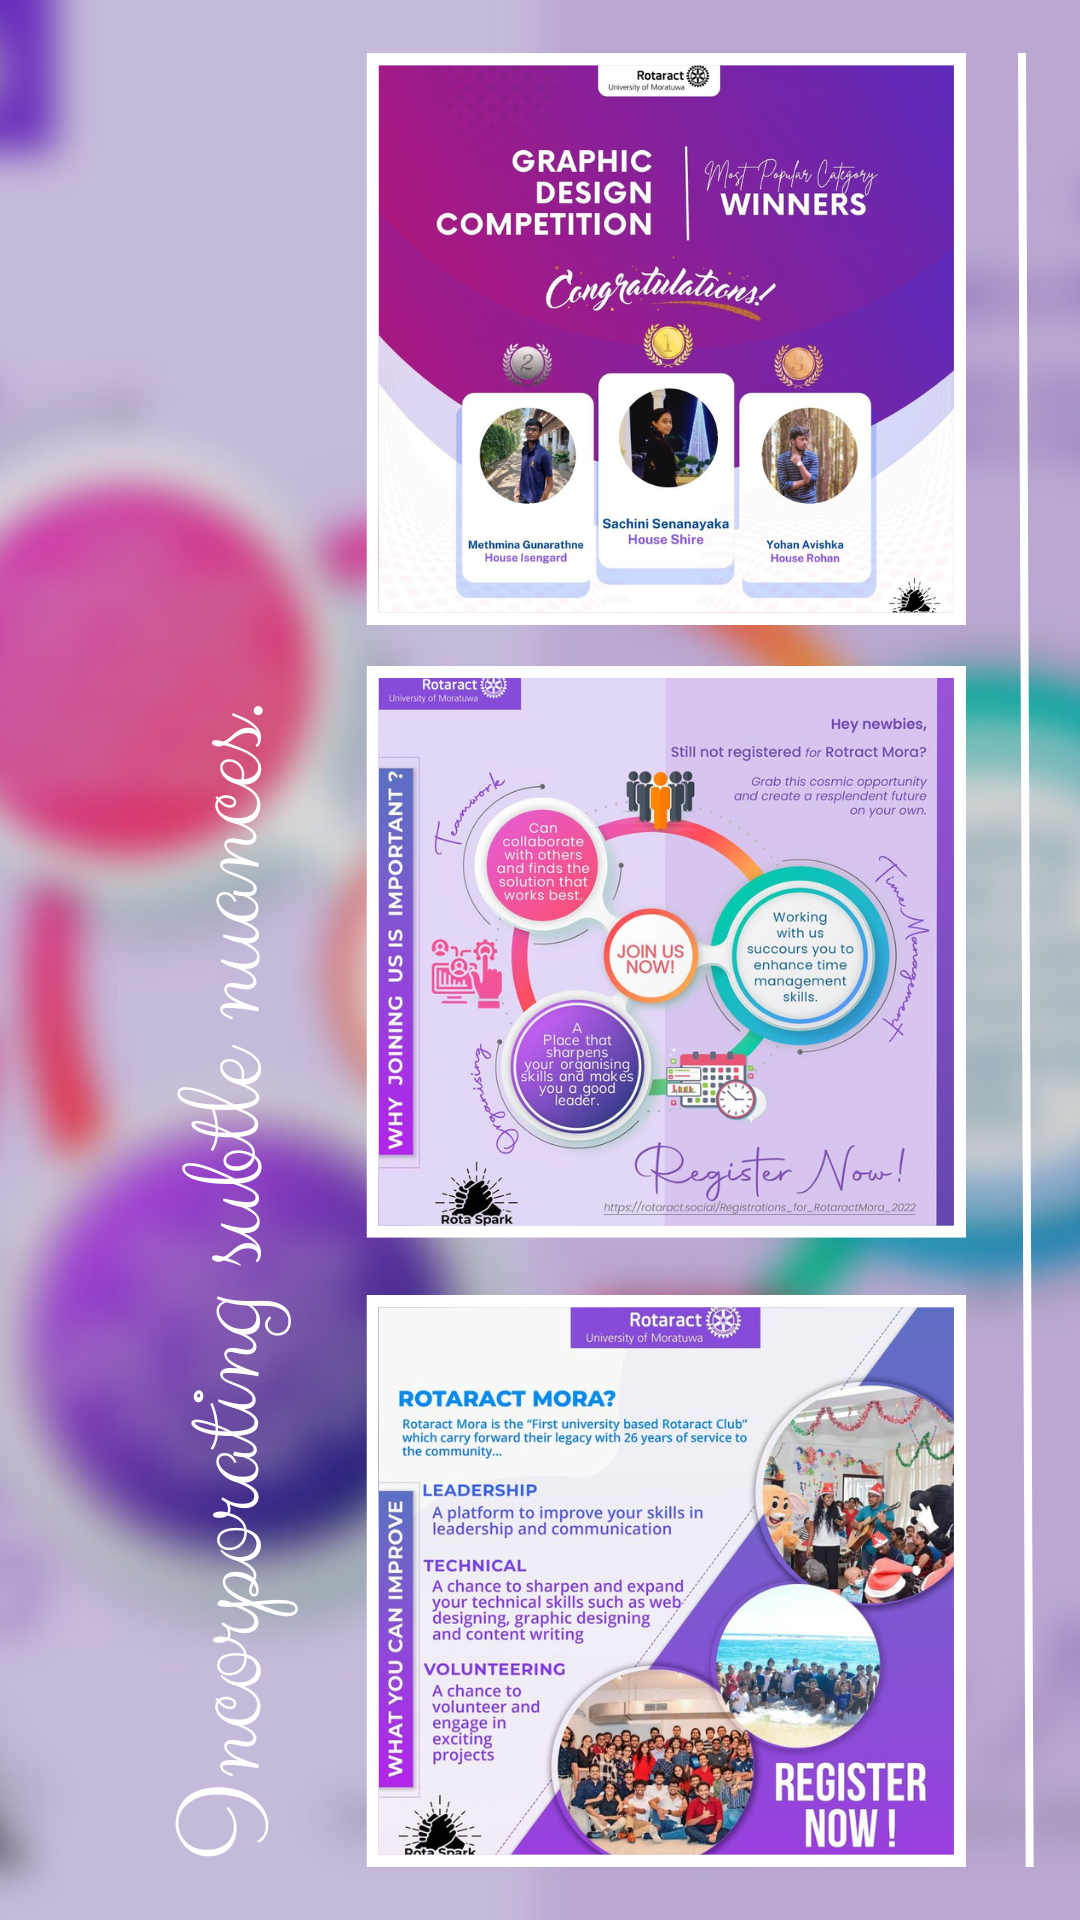 Incorporating subtle nuances.
Rotaract
University of Moratuwa
GRAPHIC
DESIGN
COMPETITION
Most Popular Category
WINNERS
Congratulations!
2
1
3
Methmina Gunarathne
House Isengard
Sachini Senanayaka
House Shire
Yohan Avishka
House Rohan
Rotaract
University of Moratuwa
Hey newbies,
Still not registered for Rotract Mora?
Grab this cosmic opportunity
and create a resplendent future
on your own.
WHY JOINING US IS IMPORTANT ?
Teamwork
Can
collaborate
with others
and finds the
solution that
works best.
JOIN US
NOW!
Time Management
Working
with us
succours you to
enhance time
management
skills.
Organising
A
Place that
sharpens
your organising
skills and makes
you a good
leader.
Register Now!
https://rotaract.social/Registrations_for_RotaractMora_2022
Rota Spark
Rotaract
University of Moratuwa
ROTARACT MORA?
Rotaract Mora is the “First university based Rotaract Club”
which carry forward their legacy with 26 years of service to
the community...
WHAT YOU CAN IMPROVE
LEADERSHIP
A platform to improve your skills in
leadership and communication
TECHNICAL
A chance to sharpen and expand
your technical skills such as web
designing, graphic designing
and content writing
VOLUNTEERING
A chance to
volunteer and
engage in
exciting
projects
REGISTER
NOW !
Rota Spark